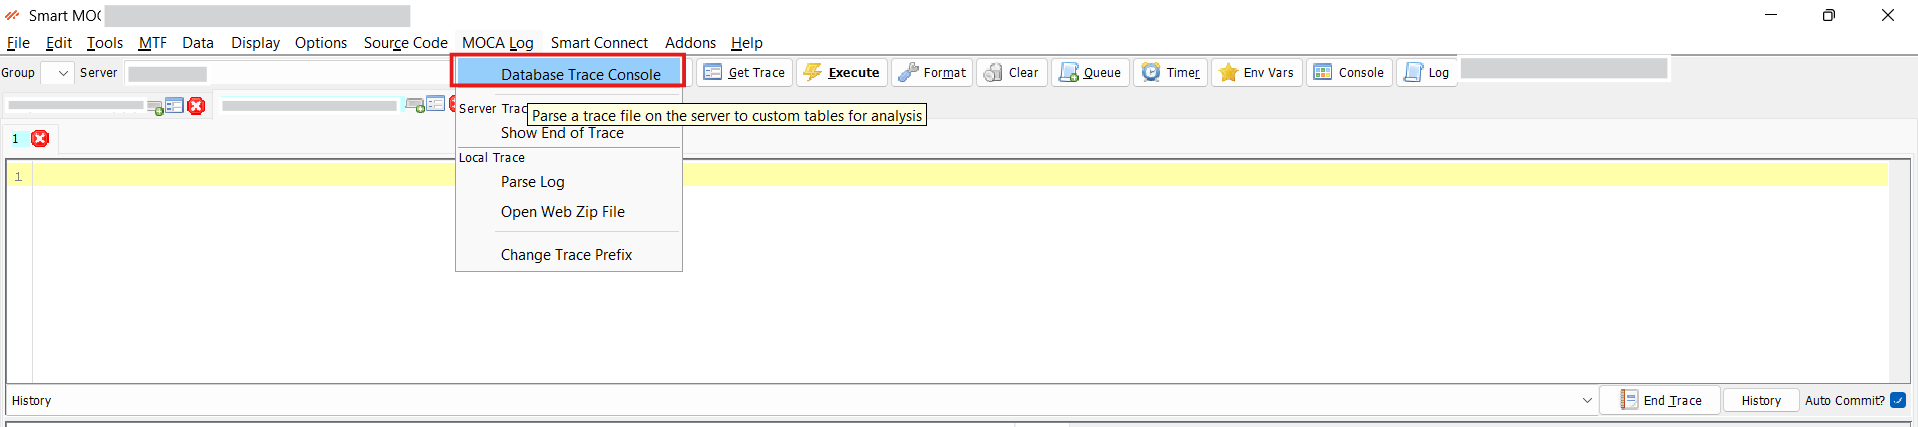 Smart MOC
File Edit Tools MTF Data Display Options Source Code MOCA Log Smart Connect Addons Help
Group Server Database Trace Console Get Trace Execute Format Clear Queue Timer Env Vars Console Log
Server Trac
Parse a trace file on the server to custom tables for analysis
Show End of Trace
1
Local Trace
1
Parse Log
Open Web Zip File
Change Trace Prefix
History End Trace History Auto Commit?